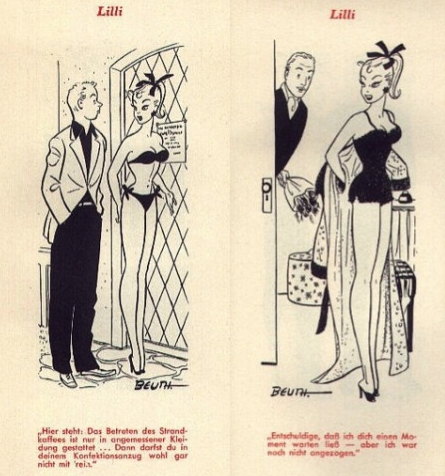 Lilli
BEUTH.
„Hier steht: Das Betreten des Strand-
kaffees ist nur in angemessener Klei-
dung gestattet ... Dann darfst du in
deinem Konfektionsanzug wohl gar
nicht mit 'rein."
Lilli
BEUTH.
„Entschuldige, daß ich dich einen Mo-
ment warten ließ — aber ich war
noch nicht angezogen."